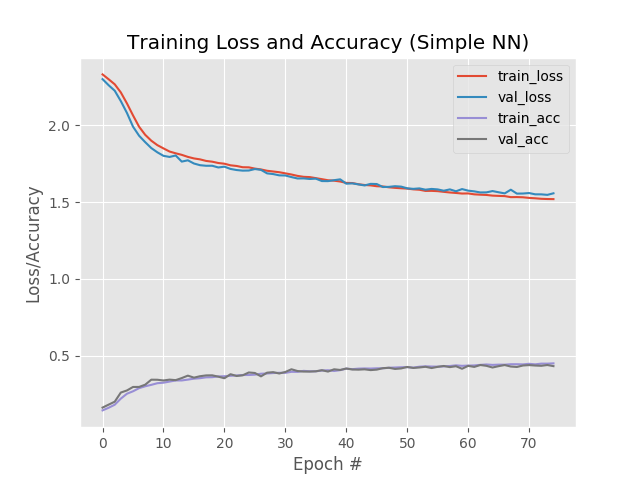 Training Loss and Accuracy (Simple NN)
train_loss
val_loss
train_acc
val_acc
Loss/Accuracy
2.0
1.5
1.0
0.5
0 10 20 30 40 50 60 70
Epoch #